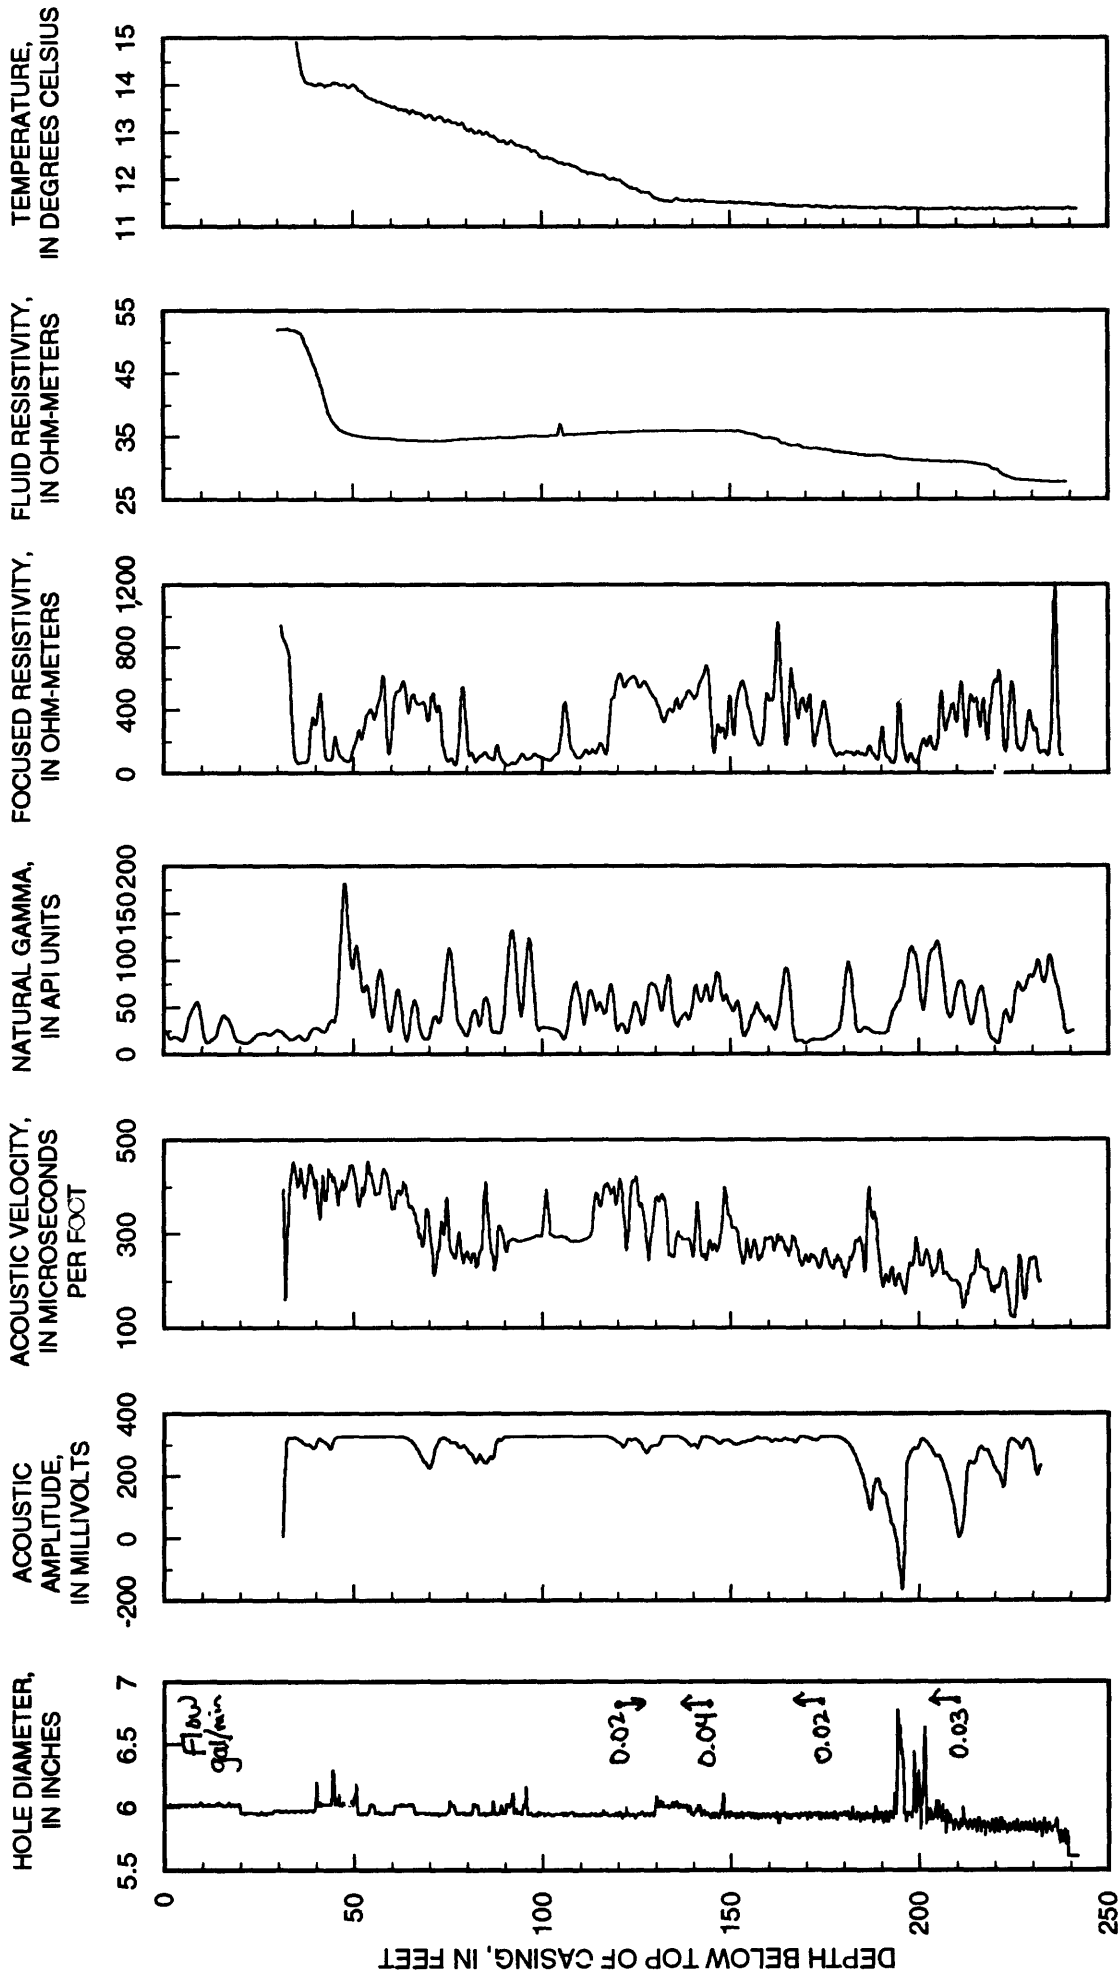 TEMPERATURE,
IN DEGREES CELSIUS
11 12 13 14 15
FLUID RESISTIVITY,
IN OHM-METERS
25 35 45 55
FOCUSED RESISTIVITY,
IN OHM-METERS
0 400 800 1,200
NATURAL GAMMA,
IN API UNITS
0 50 100 150 200
ACOUSTIC VELOCITY,
IN MICROSECONDS
PER FOOT
100 300 500
ACOUSTIC
AMPLITUDE,
IN MILLIVOLTS
-200 0 200 400
HOLE DIAMETER,
IN INCHES
5.5 6 6.5 7
Flow
gal/min
0.02
0.04
0.02
0.03
0 50 100 150 200 250
DEPTH BELOW TOP OF CASING, IN FEET